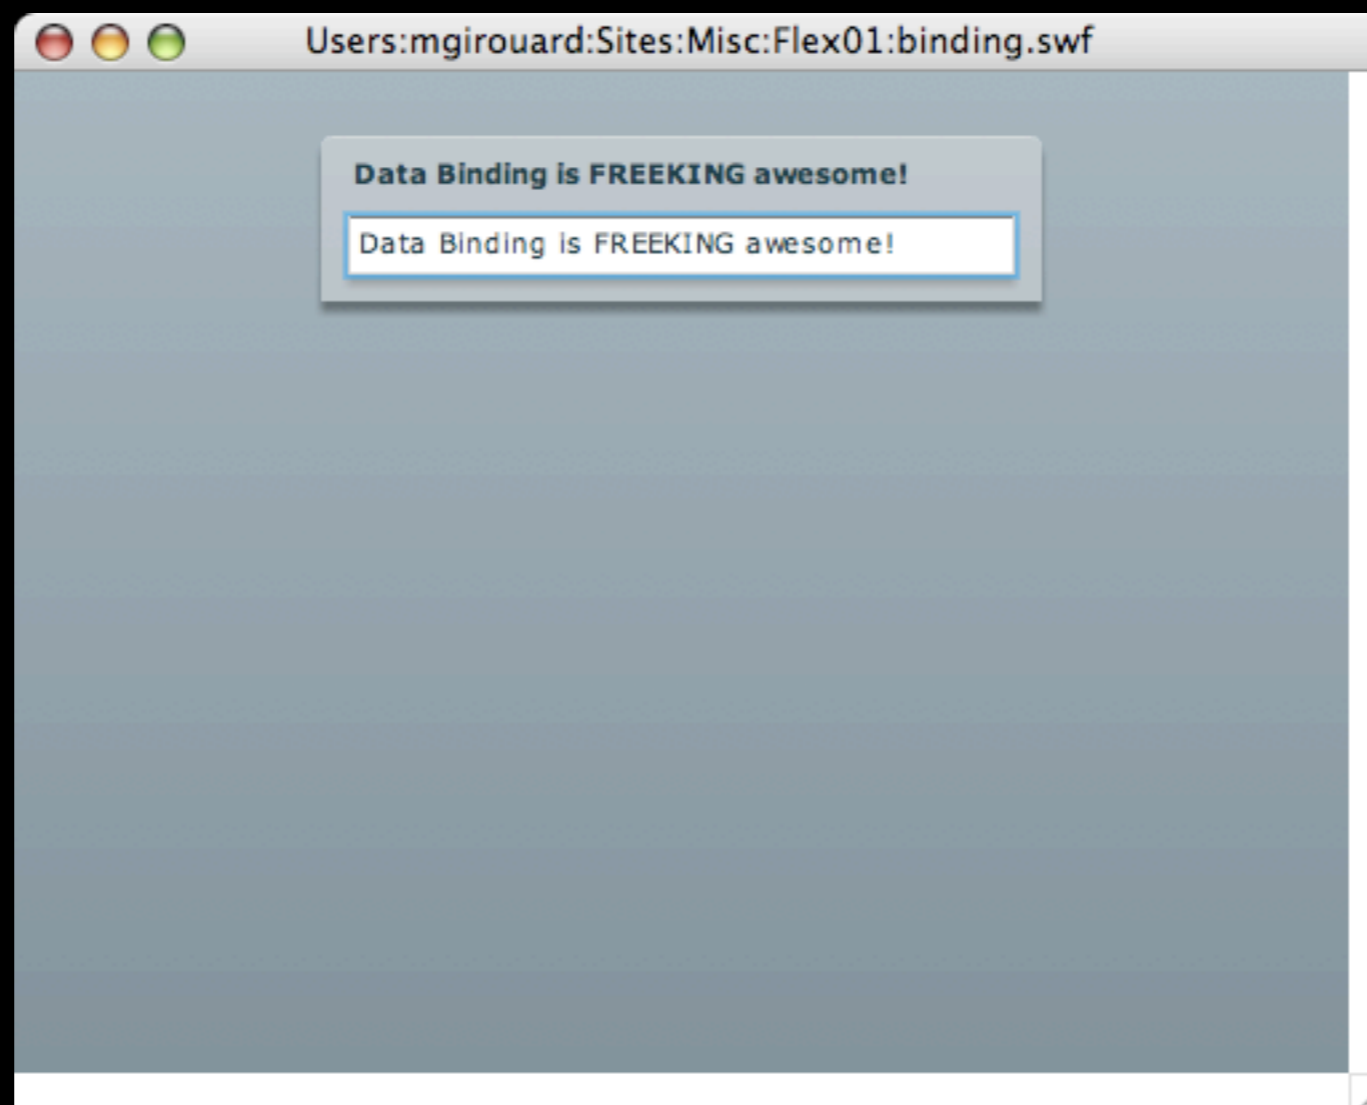 Users:mgirouard:Sites:Misc:Flex01:binding.swf
Data Binding is FREEKING awesome!
Data Binding is FREEKING awesome!